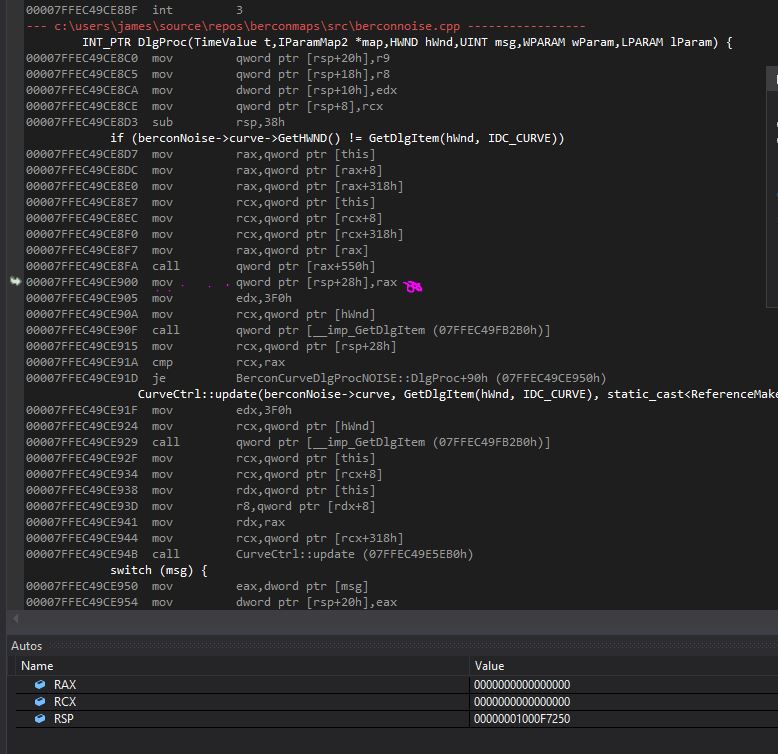 00007FFEC49CE8BF  int         3
--- c:\users\james\source\repos\berconmaps\src\berconnoise.cpp -----------------
INT_PTR DlgProc(TimeValue t,IParamMap2 *map,HWND hWnd,UINT msg,WPARAM wParam,LPARAM lParam) {
00007FFEC49CE8C0  mov         qword ptr [rsp+20h],r9
00007FFEC49CE8C5  mov         qword ptr [rsp+18h],r8
00007FFEC49CE8CA  mov         dword ptr [rsp+10h],edx
00007FFEC49CE8CE  mov         qword ptr [rsp+8],rcx
00007FFEC49CE8D3  sub         rsp,38h
if (berconNoise->curve->GetHWND() != GetDlgItem(hWnd, IDC_CURVE))
00007FFEC49CE8D7  mov         rax,qword ptr [this]
00007FFEC49CE8DC  mov         rax,qword ptr [rax+8]
00007FFEC49CE8E0  mov         rax,qword ptr [rax+318h]
00007FFEC49CE8E7  mov         rcx,qword ptr [this]
00007FFEC49CE8EC  mov         rcx,qword ptr [rcx+8]
00007FFEC49CE8F0  mov         rcx,qword ptr [rcx+318h]
00007FFEC49CE8F7  mov         rax,qword ptr [rax]
00007FFEC49CE8FA  call        qword ptr [rax+550h]
00007FFEC49CE900  mov         qword ptr [rsp+28h],rax
00007FFEC49CE905  mov         edx,3F0h
00007FFEC49CE90A  mov         rcx,qword ptr [hWnd]
00007FFEC49CE90F  call        qword ptr [__imp_GetDlgItem (07FFEC49FB2B0h)]
00007FFEC49CE915  mov         rcx,qword ptr [rsp+28h]
00007FFEC49CE91A  cmp         rcx,rax
00007FFEC49CE91D  je          BerconCurveDlgProcNOISE::DlgProc+90h (07FFEC49CE950h)
CurveCtrl::update(berconNoise->curve, GetDlgItem(hWnd, IDC_CURVE), static_cast<ReferenceMake
00007FFEC49CE91F  mov         edx,3F0h
00007FFEC49CE924  mov         rcx,qword ptr [hWnd]
00007FFEC49CE929  call        qword ptr [__imp_GetDlgItem (07FFEC49FB2B0h)]
00007FFEC49CE92F  mov         rcx,qword ptr [this]
00007FFEC49CE934  mov         rcx,qword ptr [rcx+8]
00007FFEC49CE938  mov         rdx,qword ptr [this]
00007FFEC49CE93D  mov         r8,qword ptr [rdx+8]
00007FFEC49CE941  mov         rdx,rax
00007FFEC49CE944  mov         rcx,qword ptr [rcx+318h]
00007FFEC49CE94B  call        CurveCtrl::update (07FFEC49E5EB0h)
switch (msg) {
00007FFEC49CE950  mov         eax,dword ptr [msg]
00007FFEC49CE954  mov         dword ptr [rsp+20h],eax
Autos
Name Value
RAX 0000000000000000
RCX 0000000000000000
RSP 00000001000F7250